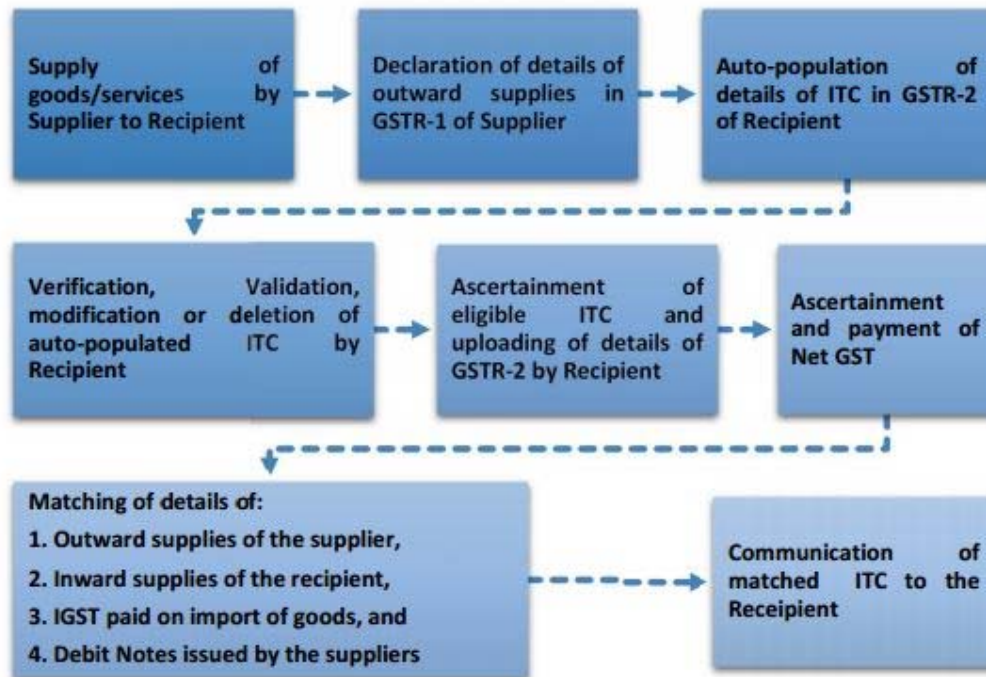 Supply of
goods/services by
Supplier to Recipient
Declaration of details of
outward supplies in
GSTR-1 of Supplier
Auto-population of
details of ITC in GSTR-2
of Recipient
Verification, Validation,
modification or deletion of
auto-populated ITC by
Recipient
Ascertainment of
eligible ITC and
uploading of details of
GSTR-2 by Recipient
Ascertainment
and payment of
Net GST
Matching of details of:
1. Outward supplies of the supplier,
2. Inward supplies of the recipient,
3. IGST paid on import of goods, and
4. Debit Notes issued by the suppliers
Communication of
matched ITC to the
Receipient